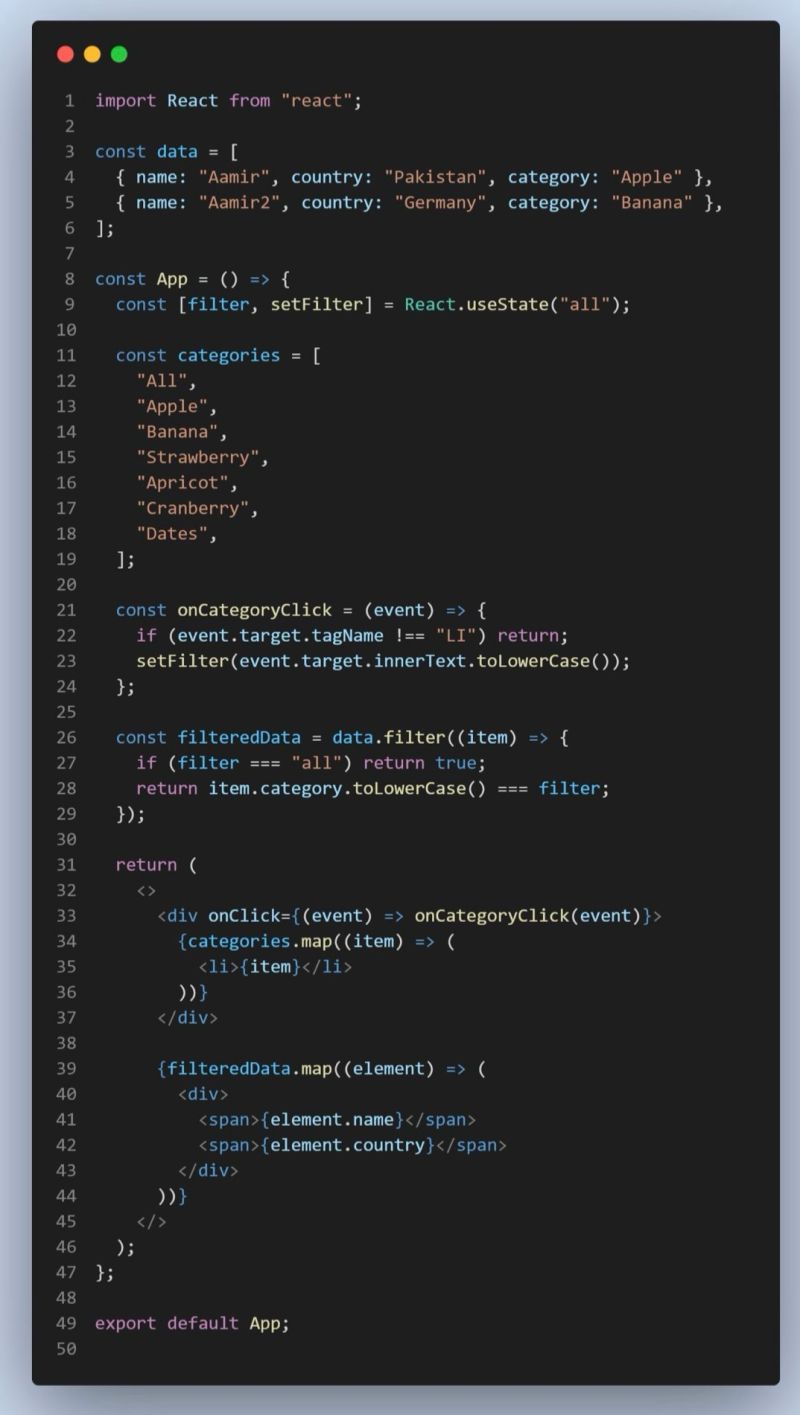 1 import React from "react";
2
3 const data = [
4   { name: "Aamir", country: "Pakistan", category: "Apple" },
5   { name: "Aamir2", country: "Germany", category: "Banana" },
6 ];
7
8 const App = () => {
9   const [filter, setFilter] = React.useState("all");
10
11   const categories = [
12     "All",
13     "Apple",
14     "Banana",
15     "Strawberry",
16     "Apricot",
17     "Cranberry",
18     "Dates",
19   ];
20
21   const onCategoryClick = (event) => {
22     if (event.target.tagName !== "LI") return;
23     setFilter(event.target.innerText.toLowerCase());
24   };
25
26   const filteredData = data.filter((item) => {
27     if (filter === "all") return true;
28     return item.category.toLowerCase() === filter;
29   });
30
31   return (
32     <>
33       <div onClick={(event) => onCategoryClick(event)}>
34         {categories.map((item) => (
35           <li>{item}</li>
36         ))}
37       </div>
38
39       {filteredData.map((element) => (
40         <div>
41           <span>{element.name}</span>
42           <span>{element.country}</span>
43         </div>
44       ))}
45     </>
46   );
47 };
48
49 export default App;
50